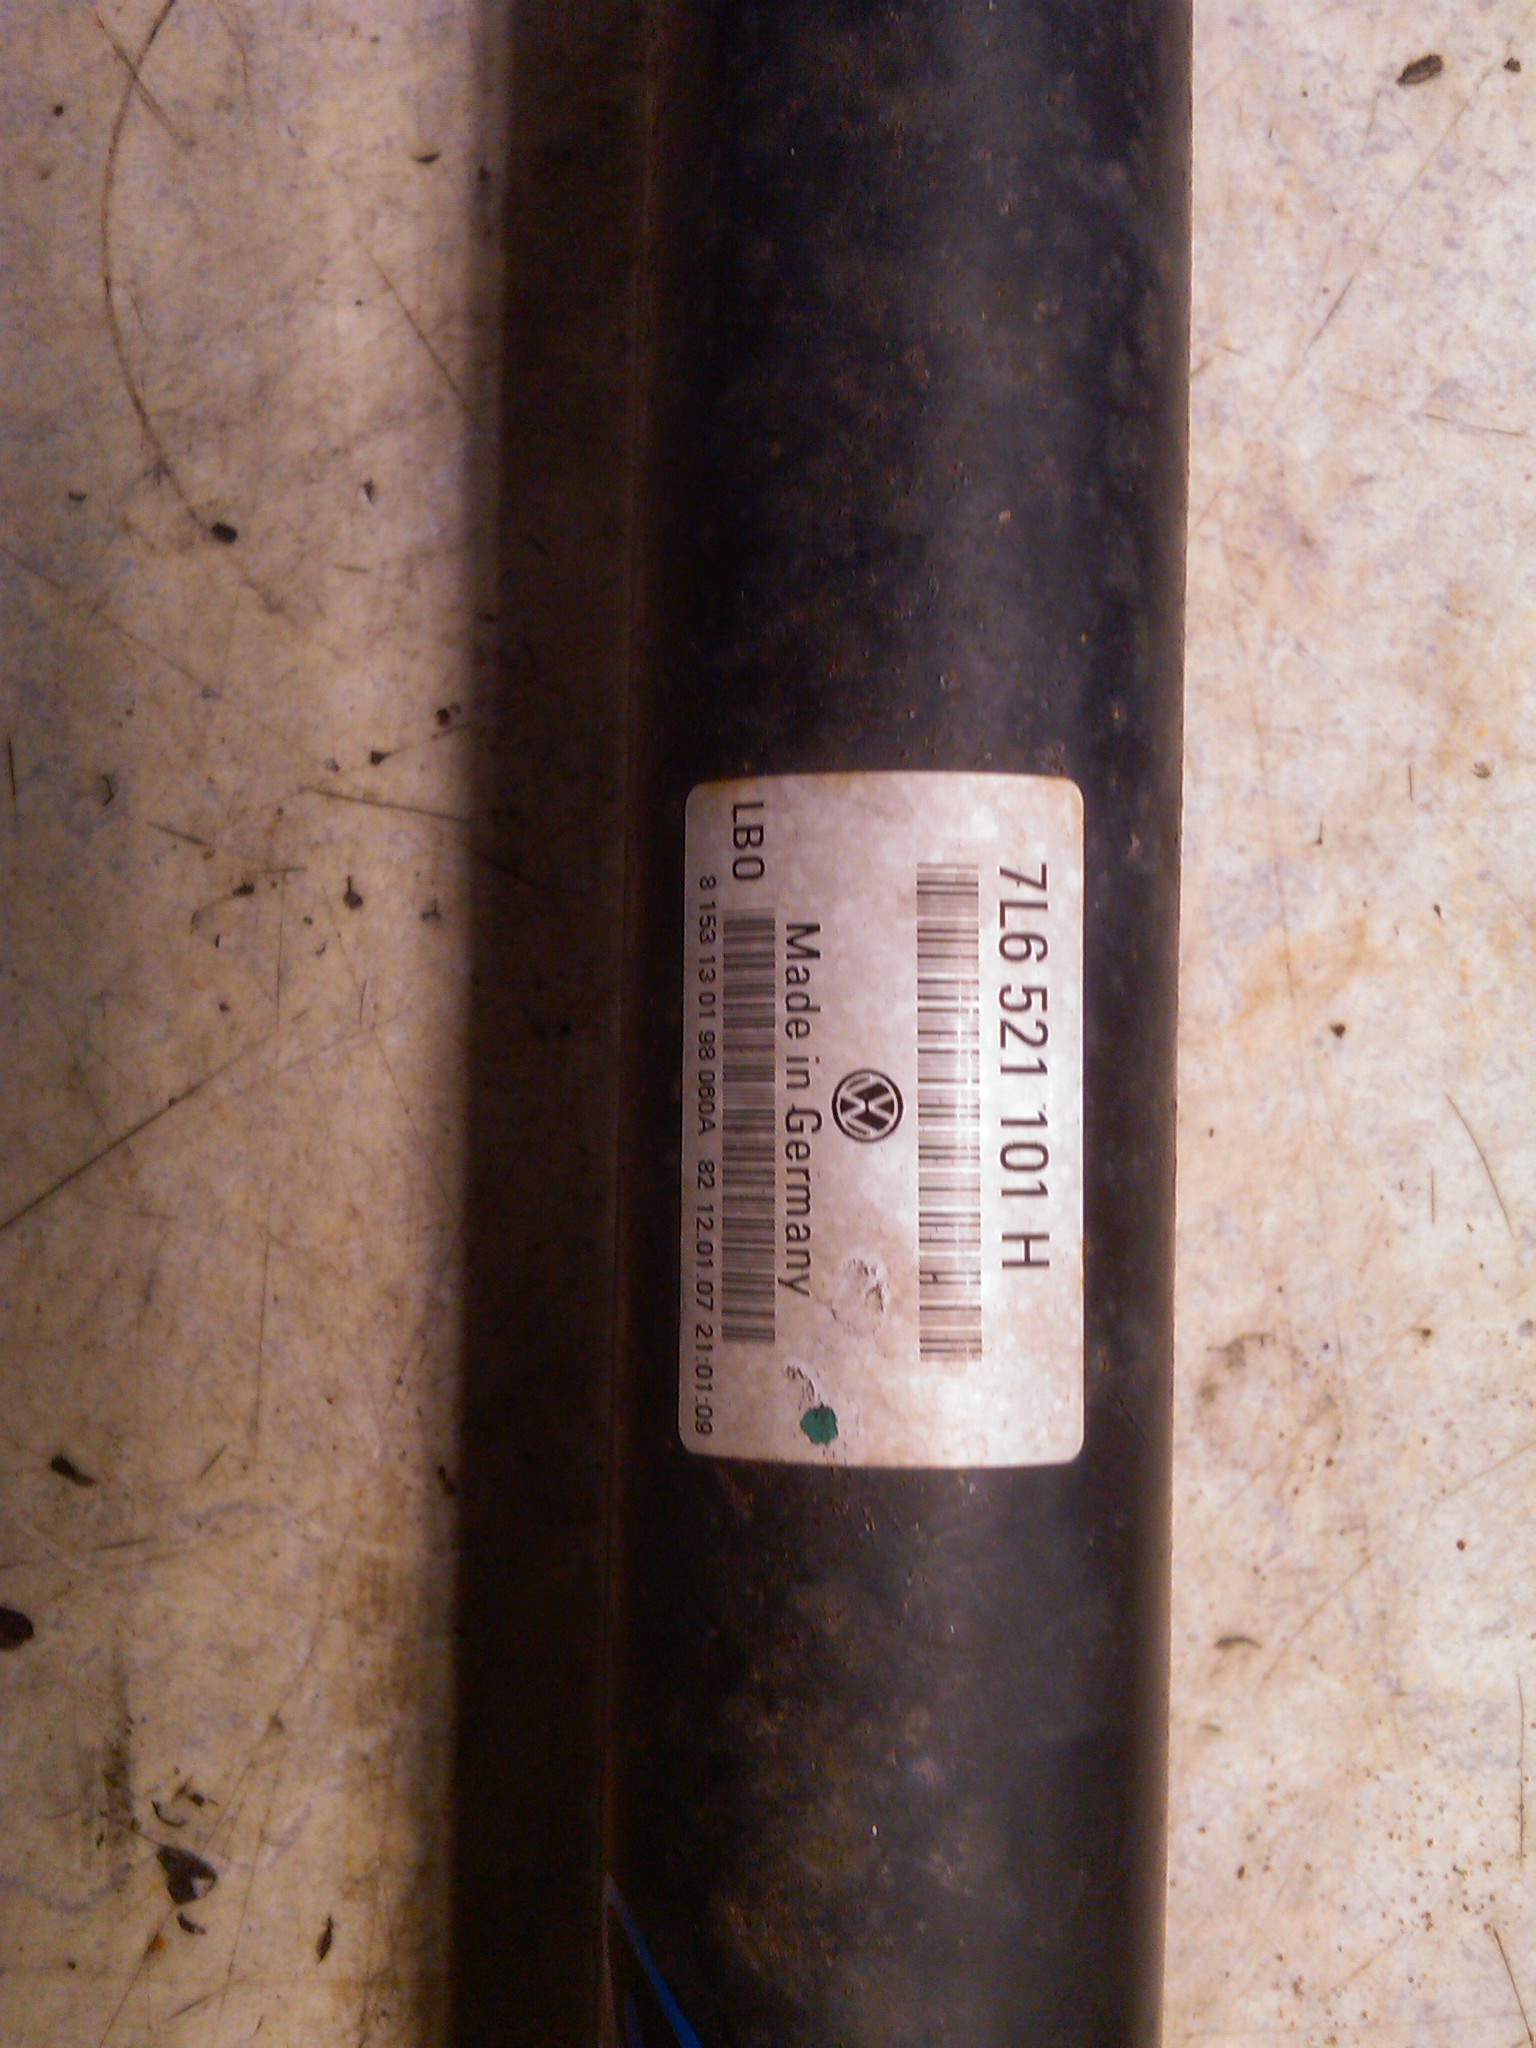 7L6 521 101 H
Made in Germany
LBO
8 153 13 01 98 080A 82 12.01.07 21:01:09